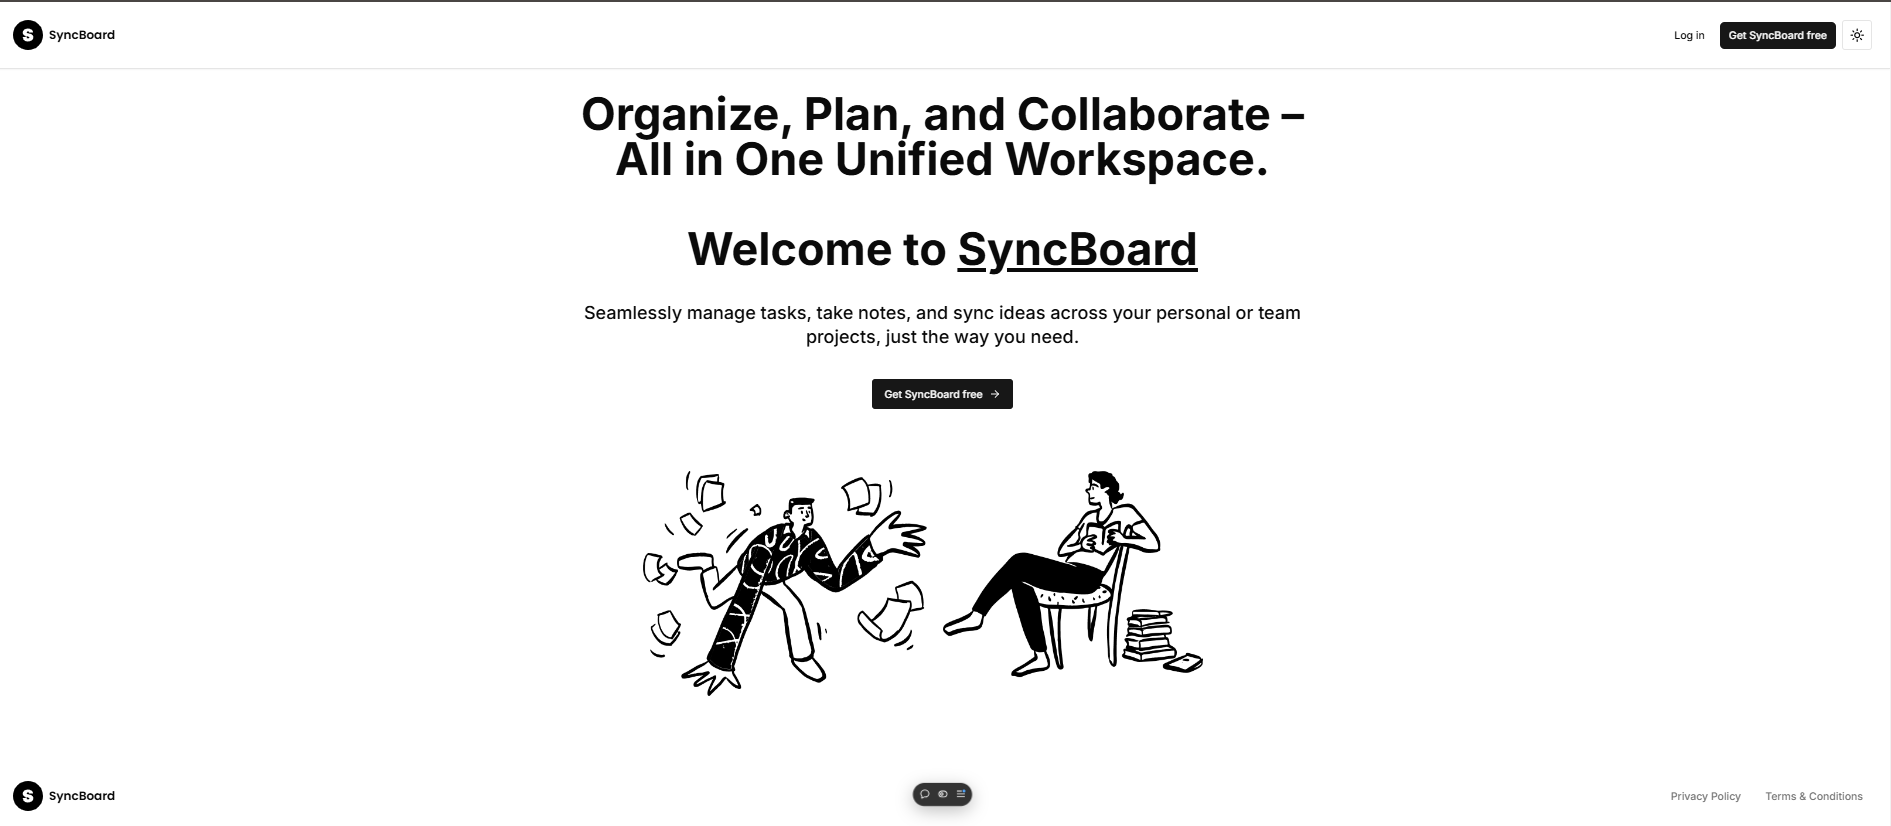 S SyncBoard
Log in
Get SyncBoard free
Organize, Plan, and Collaborate –
All in One Unified Workspace.
Welcome to SyncBoard
Seamlessly manage tasks, take notes, and sync ideas across your personal or team
projects, just the way you need.
Get SyncBoard free →
S SyncBoard
Privacy Policy
Terms & Conditions